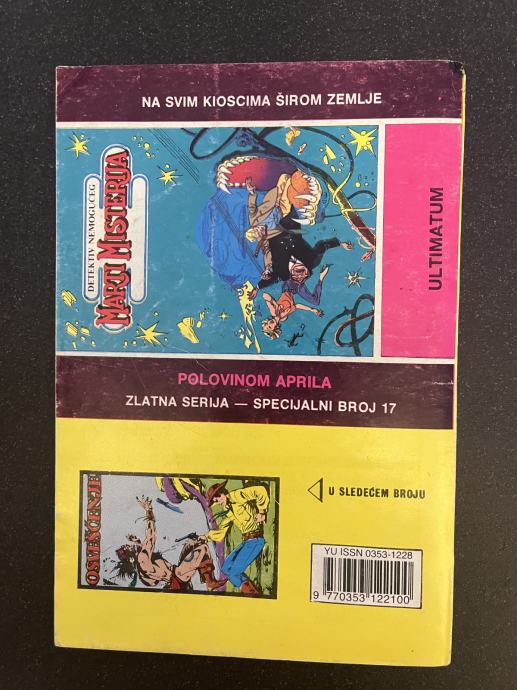 NA SVIM KIOSCIMA ŠIROM ZEMLJE
DETEKTIV NEMOGUĆEG
MARTI MISTERIJA
ULTIMATUM
POLOVINOM APRILA
ZLATNA SERIJA — SPECIJALNI BROJ 17
OSVEŠĆENJE
U SLEDEĆEM BROJU
YU ISSN 0353-1228
9 770353 122100